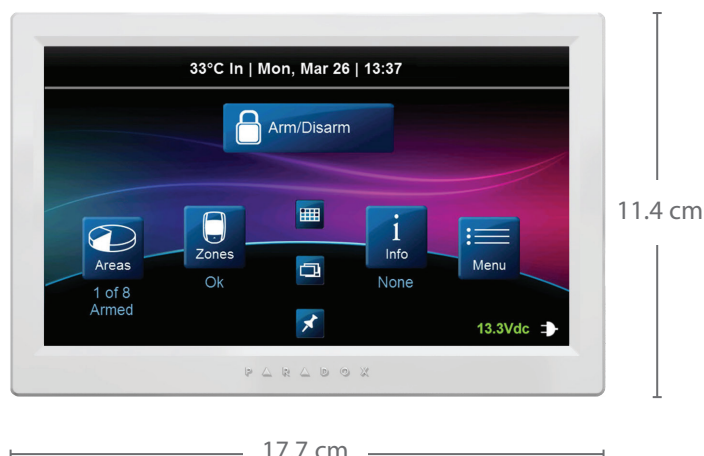 33°C In | Mon, Mar 26 | 13:37
Arm/Disarm
11.4 cm
Areas
Zones
Info
Menu
1 of 8
Armed
Ok
None
13.3Vdc
PARADOX
17.7 cm